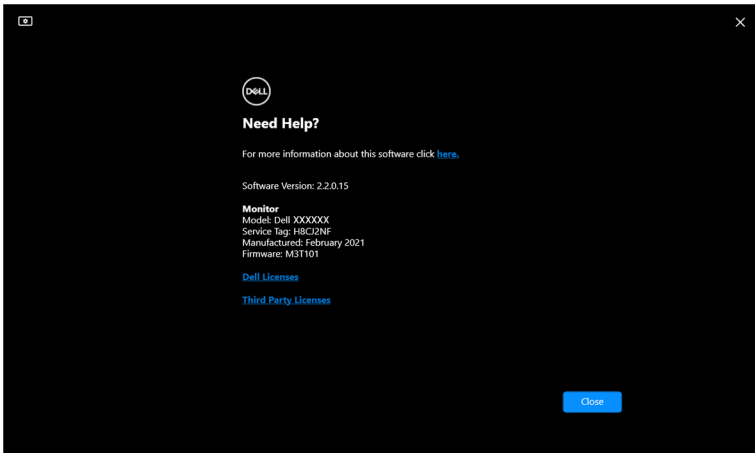 DELL
Need Help?
For more information about this software click here.
Software Version: 2.2.0.15
Monitor
Model: Dell XXXXXX
Service Tag: H8CJ2NF
Manufactured: February 2021
Firmware: M3T101
Dell Licenses
Third Party Licenses
Close